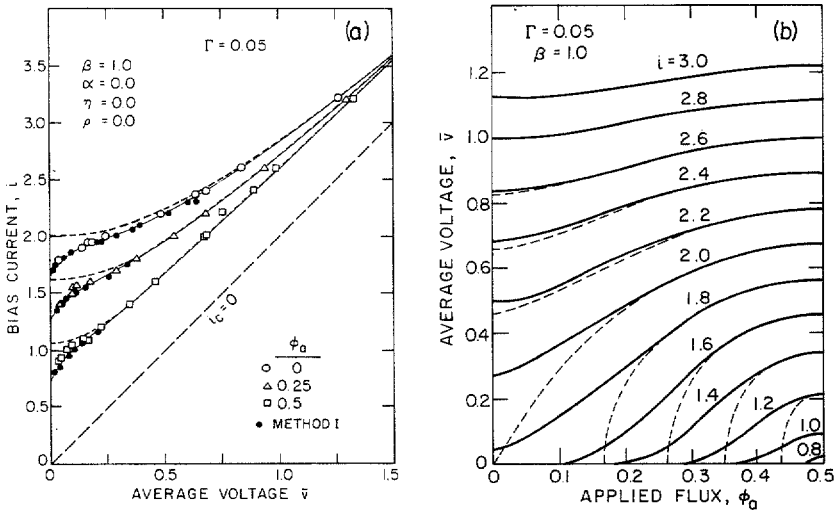 (a)
Γ = 0.05
β = 1.0
α = 0.0
η = 0.0
ρ = 0.0
3.5
3.0
2.5
2.0
1.5
1.0
0.5
0
BIAS CURRENT, i
i_c = 0
φ_a
0
0.25
0.5
METHOD I
0
0.5
1.0
1.5
AVERAGE VOLTAGE v̄
(b)
Γ = 0.05
β = 1.0
i = 3.0
2.8
2.6
2.4
2.2
2.0
1.8
1.6
1.4
1.2
1.0
0.8
1.2
1.0
0.8
0.6
0.4
0.2
0
AVERAGE VOLTAGE, v̄
0
0.1
0.2
0.3
0.4
0.5
APPLIED FLUX, φ_a